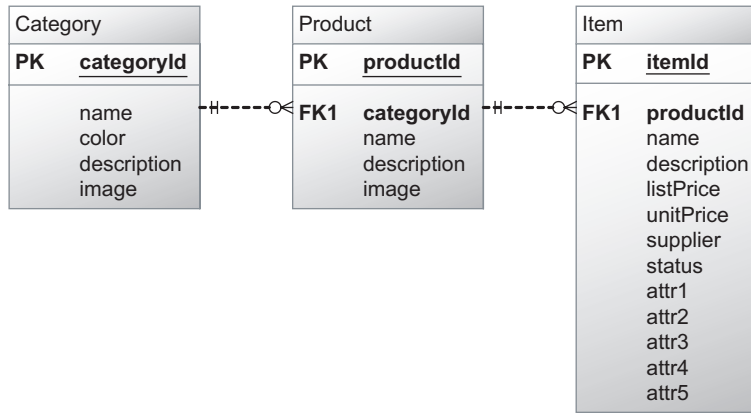 Category
PK categoryId
name
color
description
image
Product
PK productId
FK1 categoryId
name
description
image
Item
PK itemId
FK1 productId
name
description
listPrice
unitPrice
supplier
status
attr1
attr2
attr3
attr4
attr5